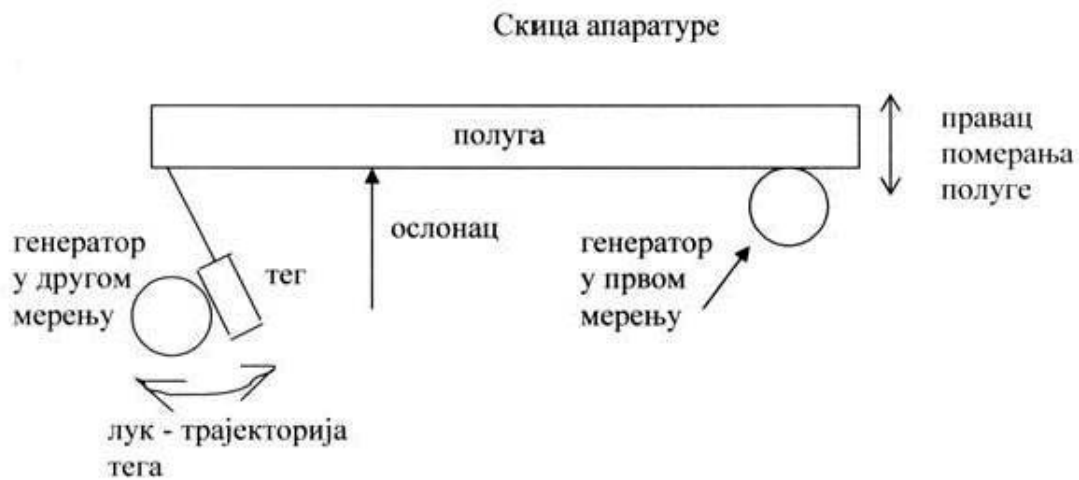 Скица апаратуре
полуга
правац
померања
полуге
ослонац
генератор
у другом
мерењу
тег
генератор
у првом
мерењу
лук - трајекторија
тега